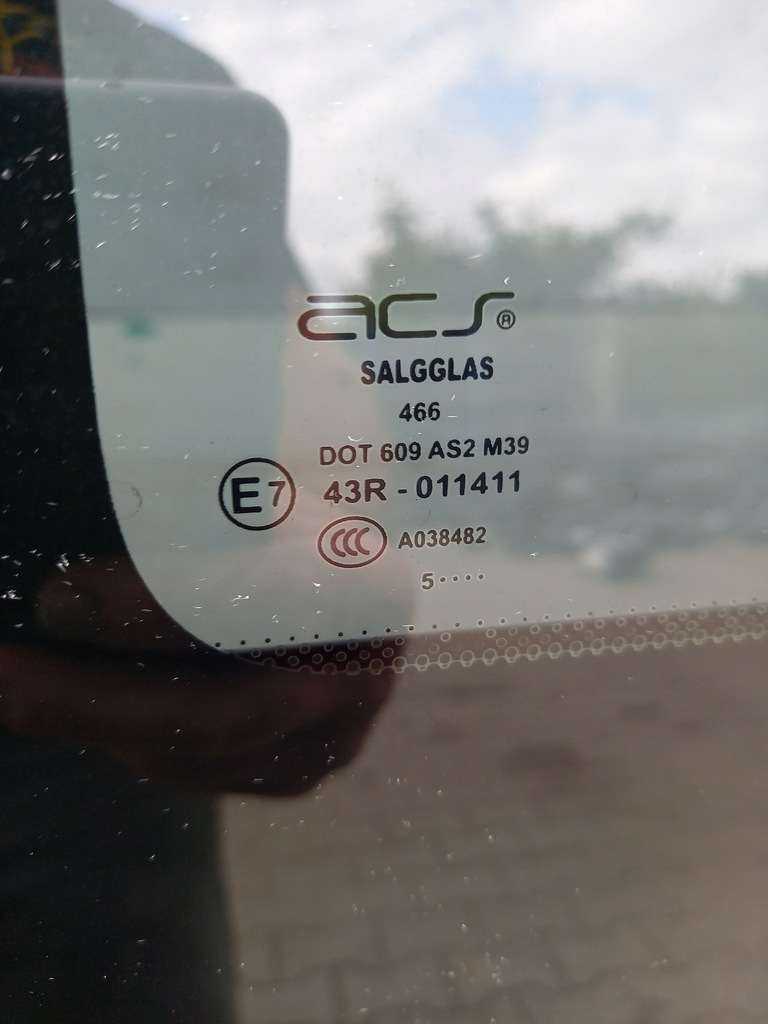 acs®
SALGGLAS
466
DOT 609 AS2 M39
E7 43R - 011411
CCC A038482
5····